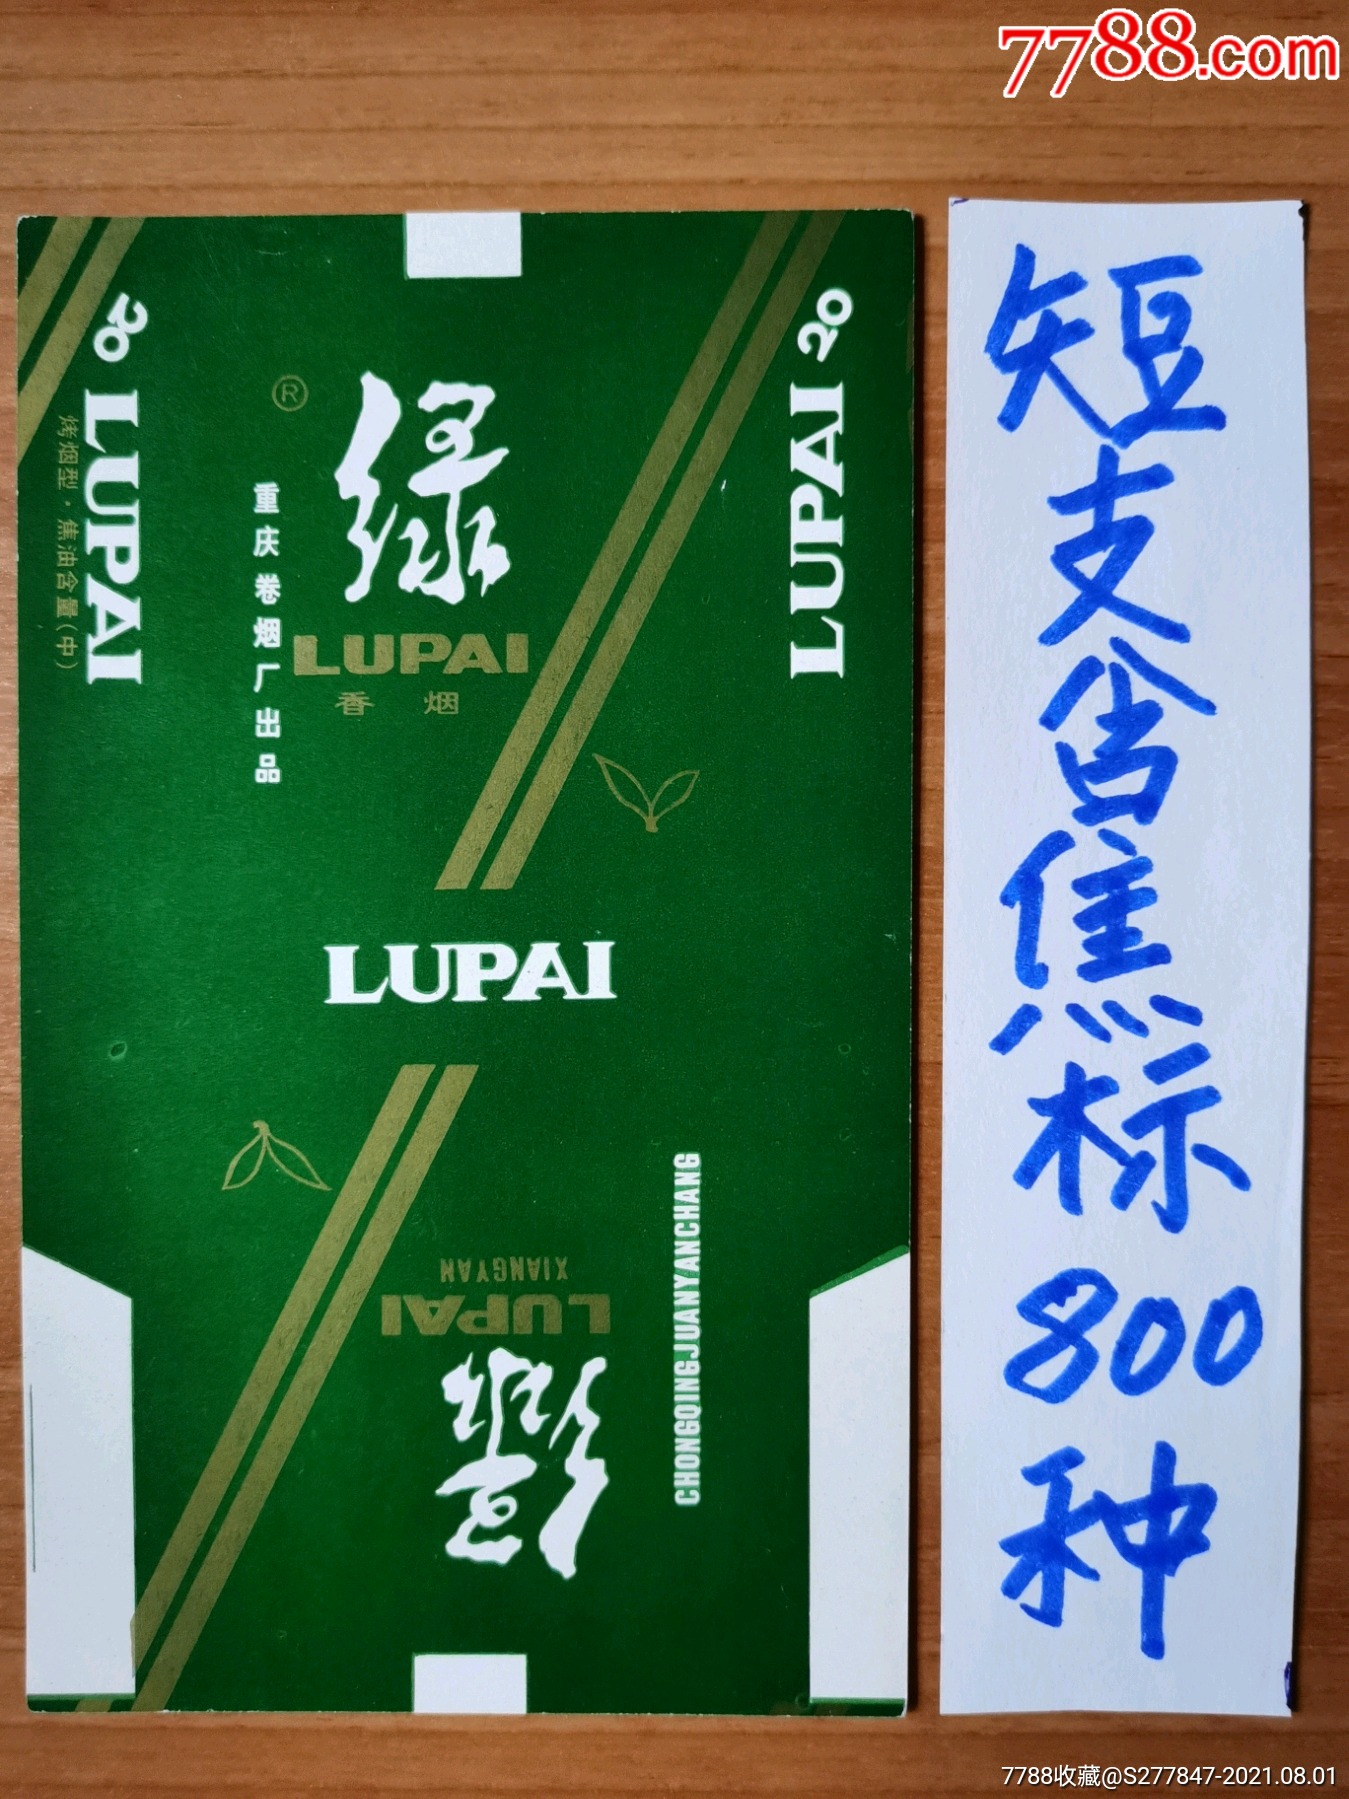 7788.com
20 LUPAI
烤烟型·焦油含量(中)
®
绿
重庆卷烟厂出品
LUPAI
香烟
LUPAI 20
LUPAI
XIANGYAN
LUPAI
绿
CHONGQINGJUANYANCHANG
短支含焦标800种
7788收藏@S277847-2021.08.01